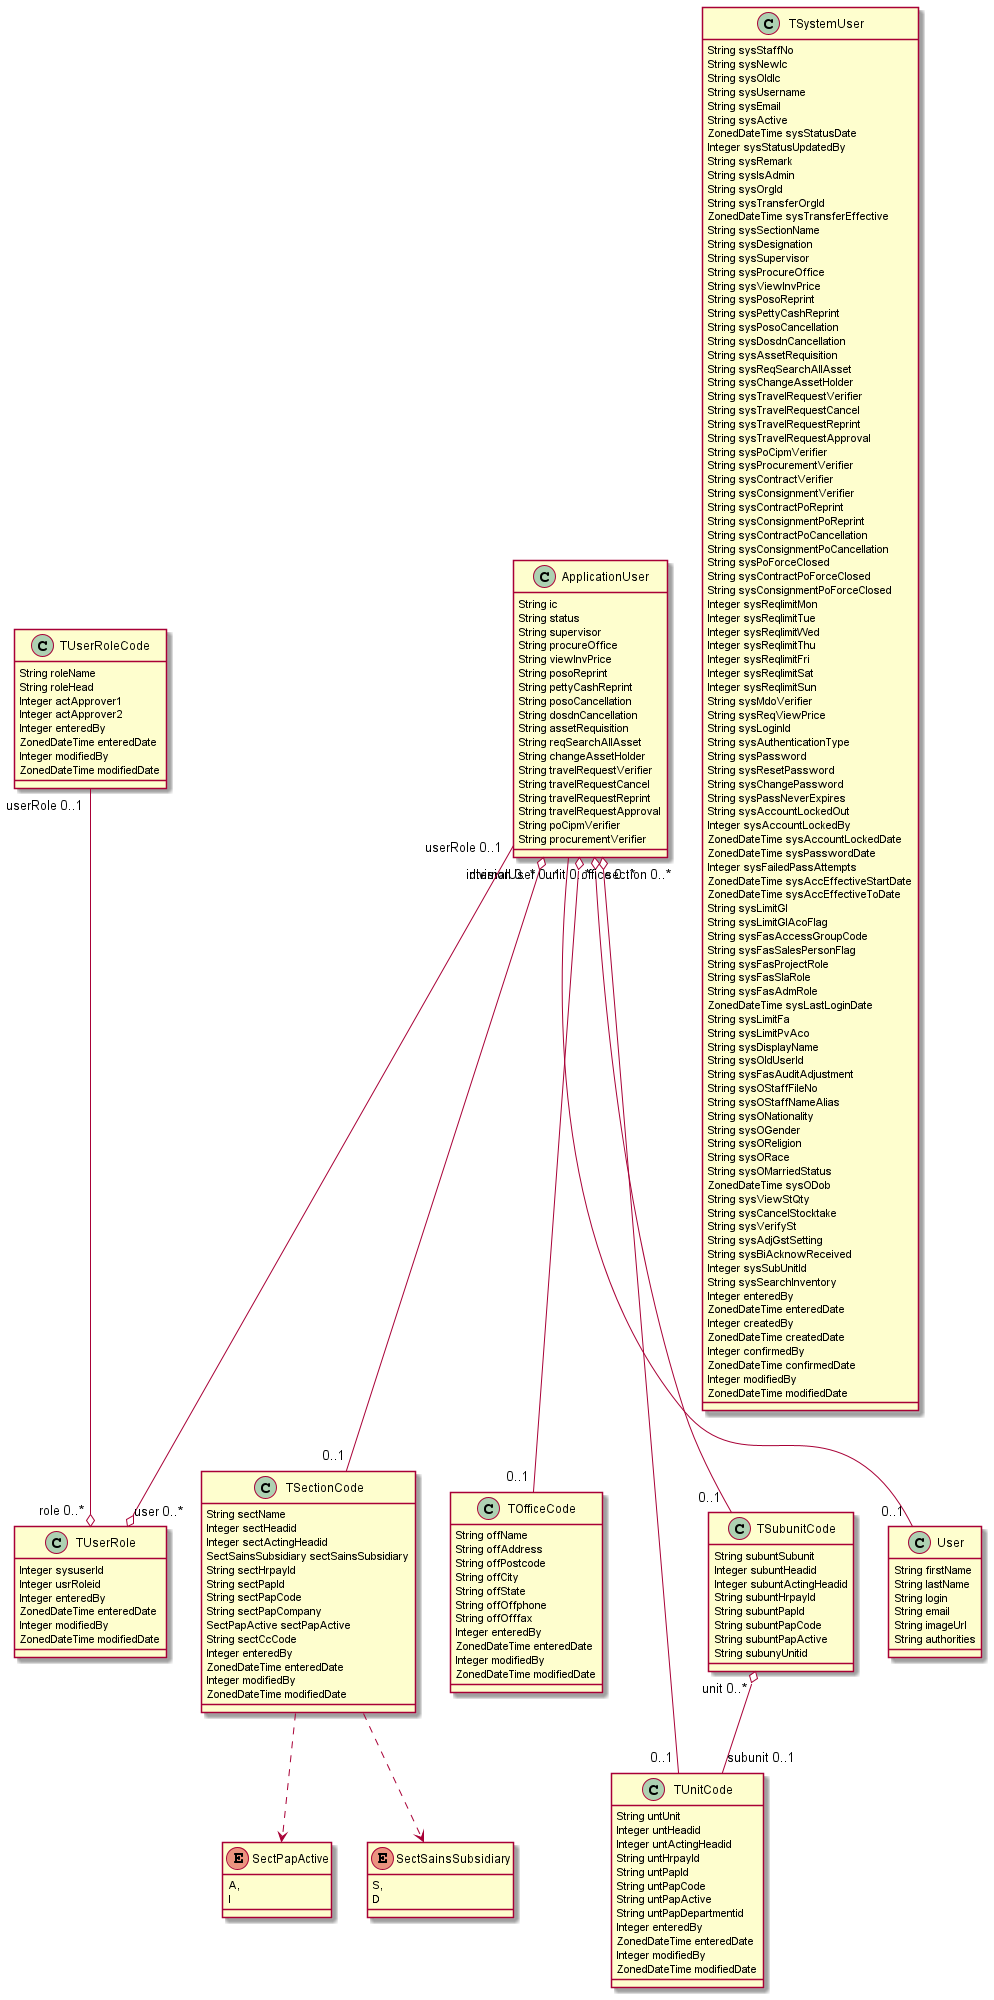 C TSystemUser
String sysStaffNo
String sysNewIc
String sysOldIc
String sysUsername
String sysEmail
String sysActive
ZonedDateTime sysStatusDate
Integer sysStatusUpdatedBy
String sysRemark
String sysIsAdmin
String sysOrgId
String sysTransferOrgId
ZonedDateTime sysTransferEffective
String sysSectionName
String sysDesignation
String sysSupervisor
String sysProcureOffice
String sysViewInvPrice
String sysPosoReprint
String sysPettyCashReprint
String sysPosoCancellation
String sysDosdnCancellation
String sysAssetRequisition
String sysReqSearchAllAsset
String sysChangeAssetHolder
String sysTravelRequestVerifier
String sysTravelRequestCancel
String sysTravelRequestReprint
String sysTravelRequestApproval
String sysPoCipmVerifier
String sysProcurementVerifier
String sysContractVerifier
String sysConsignmentVerifier
String sysContractPoReprint
String sysConsignmentPoReprint
String sysContractPoCancellation
String sysConsignmentPoCancellation
String sysPoForceClosed
String sysContractPoForceClosed
String sysConsignmentPoForceClosed
Integer sysReqlimitMon
Integer sysReqlimitTue
Integer sysReqlimitWed
Integer sysReqlimitThu
Integer sysReqlimitFri
Integer sysReqlimitSat
Integer sysReqlimitSun
String sysMdoVerifier
String sysReqViewPrice
String sysLoginId
String sysAuthenticationType
String sysPassword
String sysResetPassword
String sysChangePassword
String sysPassNeverExpires
String sysAccountLockedOut
Integer sysAccountLockedBy
ZonedDateTime sysAccountLockedDate
ZonedDateTime sysPasswordDate
Integer sysFailedPassAttempts
ZonedDateTime sysAccEffectiveStartDate
ZonedDateTime sysAccEffectiveToDate
String sysLimitGl
String sysLimitGlAcoFlag
String sysFasAccessGroupCode
String sysFasSalesPersonFlag
String sysFasProjectRole
String sysFasSlaRole
String sysFasAdmRole
ZonedDateTime sysLastLoginDate
String sysLimitFa
String sysLimitPvAco
String sysDisplayName
String sysOldUserId
String sysFasAuditAdjustment
String sysOStaffFileNo
String sysOStaffNameAlias
String sysONationality
String sysOGender
String sysOReligion
String sysORace
String sysOMarriedStatus
ZonedDateTime sysODob
String sysViewStQty
String sysCancelStocktake
String sysVerifySt
String sysAdjGstSetting
String sysBiAcknowReceived
Integer sysSubUnitId
String sysSearchInventory
Integer enteredBy
ZonedDateTime enteredDate
Integer createdBy
ZonedDateTime createdDate
Integer confirmedBy
ZonedDateTime confirmedDate
Integer modifiedBy
ZonedDateTime modifiedDate
C ApplicationUser
String ic
String status
String supervisor
String procureOffice
String viewInvPrice
String posoReprint
String pettyCashReprint
String posoCancellation
String dosdnCancellation
String assetRequisition
String reqSearchAllAsset
String changeAssetHolder
String travelRequestVerifier
String travelRequestCancel
String travelRequestReprint
String travelRequestApproval
String poCipmVerifier
String procurementVerifier
C TUserRoleCode
String roleName
String roleHead
Integer actApprover1
Integer actApprover2
Integer enteredBy
ZonedDateTime enteredDate
Integer modifiedBy
ZonedDateTime modifiedDate
userRole 0..1
userRole 0..1
section 0..*
0..1
0..1
0..1
0..1
0..1
role 0..*
user 0..*
C TUserRole
Integer sysuserId
Integer usrRoleid
Integer enteredBy
ZonedDateTime enteredDate
Integer modifiedBy
ZonedDateTime modifiedDate
C TSectionCode
String sectName
Integer sectHeadid
Integer sectActingHeadid
SectSainsSubsidiary sectSainsSubsidiary
String sectHrpayId
String sectPapId
String sectPapCode
String sectPapCompany
SectPapActive sectPapActive
String sectCcCode
Integer enteredBy
ZonedDateTime enteredDate
Integer modifiedBy
ZonedDateTime modifiedDate
C TOfficeCode
String offName
String offAddress
String offPostcode
String offCity
String offState
String offOffphone
String offOfffax
Integer enteredBy
ZonedDateTime enteredDate
Integer modifiedBy
ZonedDateTime modifiedDate
C TSubunitCode
String subuntSubunit
Integer subuntHeadid
Integer subuntActingHeadid
String subuntHrpayId
String subuntPapId
String subuntPapCode
String subuntPapActive
String subunyUnitid
C User
String firstName
String lastName
String login
String email
String imageUrl
String authorities
unit 0..*
subunit 0..1
C TUnitCode
String untUnit
Integer untHeadid
Integer untActingHeadid
String untHrpayId
String untPapId
String untPapCode
String untPapActive
String untPapDepartmentid
Integer enteredBy
ZonedDateTime enteredDate
Integer modifiedBy
ZonedDateTime modifiedDate
E SectPapActive
A,
I
E SectSainsSubsidiary
S,
D